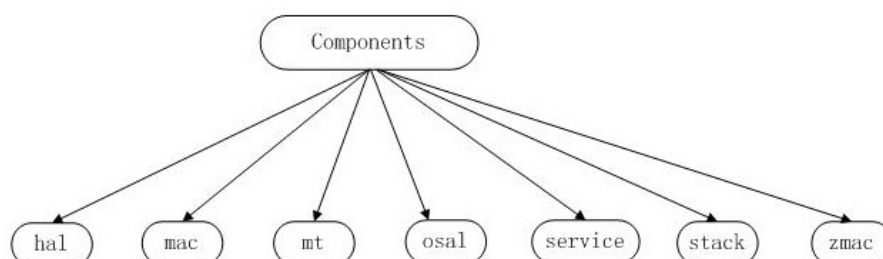 Components
hal
mac
mt
osal
service
stack
zmac